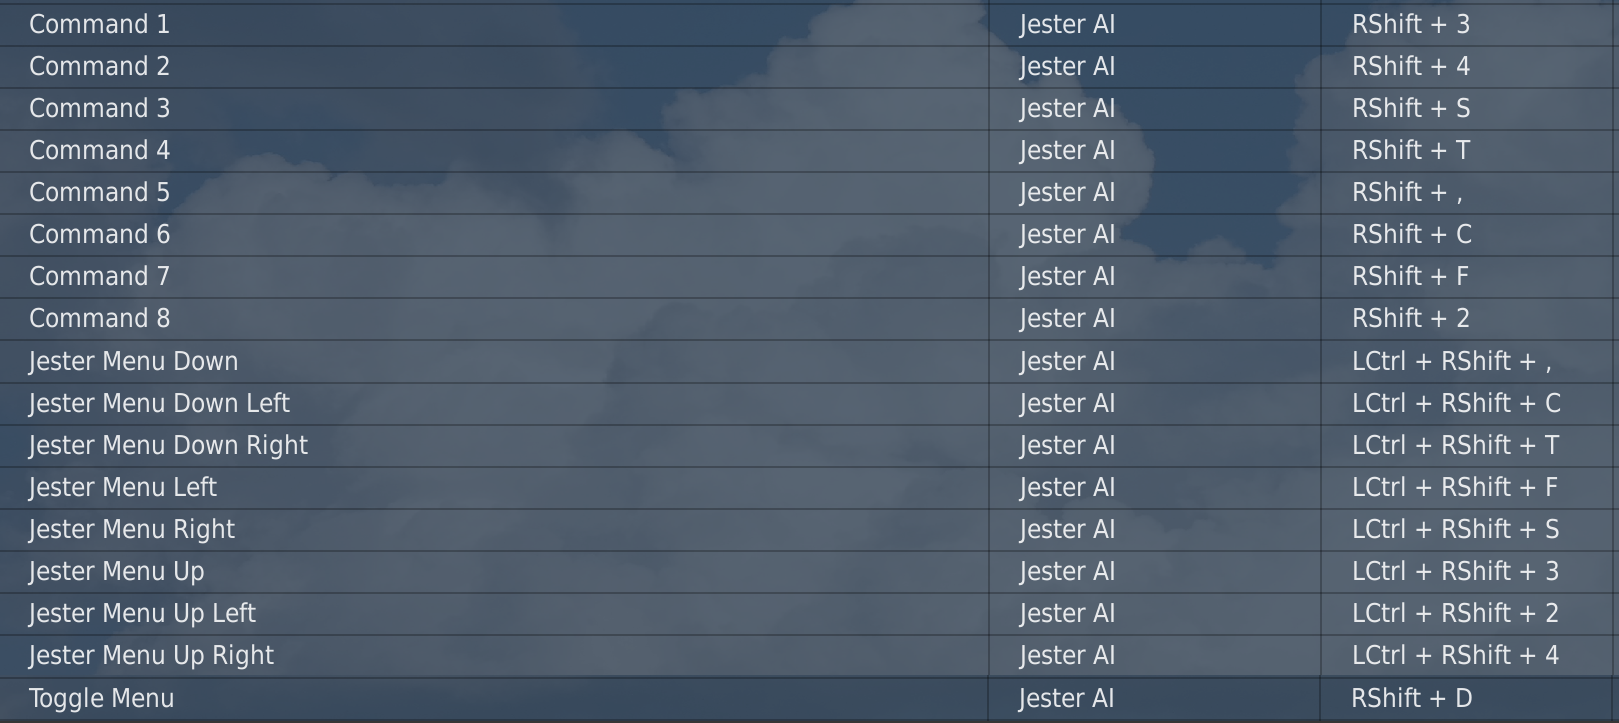 Command 1 Jester AI RShift + 3
Command 2 Jester AI RShift + 4
Command 3 Jester AI RShift + S
Command 4 Jester AI RShift + T
Command 5 Jester AI RShift + ,
Command 6 Jester AI RShift + C
Command 7 Jester AI RShift + F
Command 8 Jester AI RShift + 2
Jester Menu Down Jester AI LCtrl + RShift + ,
Jester Menu Down Left Jester AI LCtrl + RShift + C
Jester Menu Down Right Jester AI LCtrl + RShift + T
Jester Menu Left Jester AI LCtrl + RShift + F
Jester Menu Right Jester AI LCtrl + RShift + S
Jester Menu Up Jester AI LCtrl + RShift + 3
Jester Menu Up Left Jester AI LCtrl + RShift + 2
Jester Menu Up Right Jester AI LCtrl + RShift + 4
Toggle Menu Jester AI RShift + D